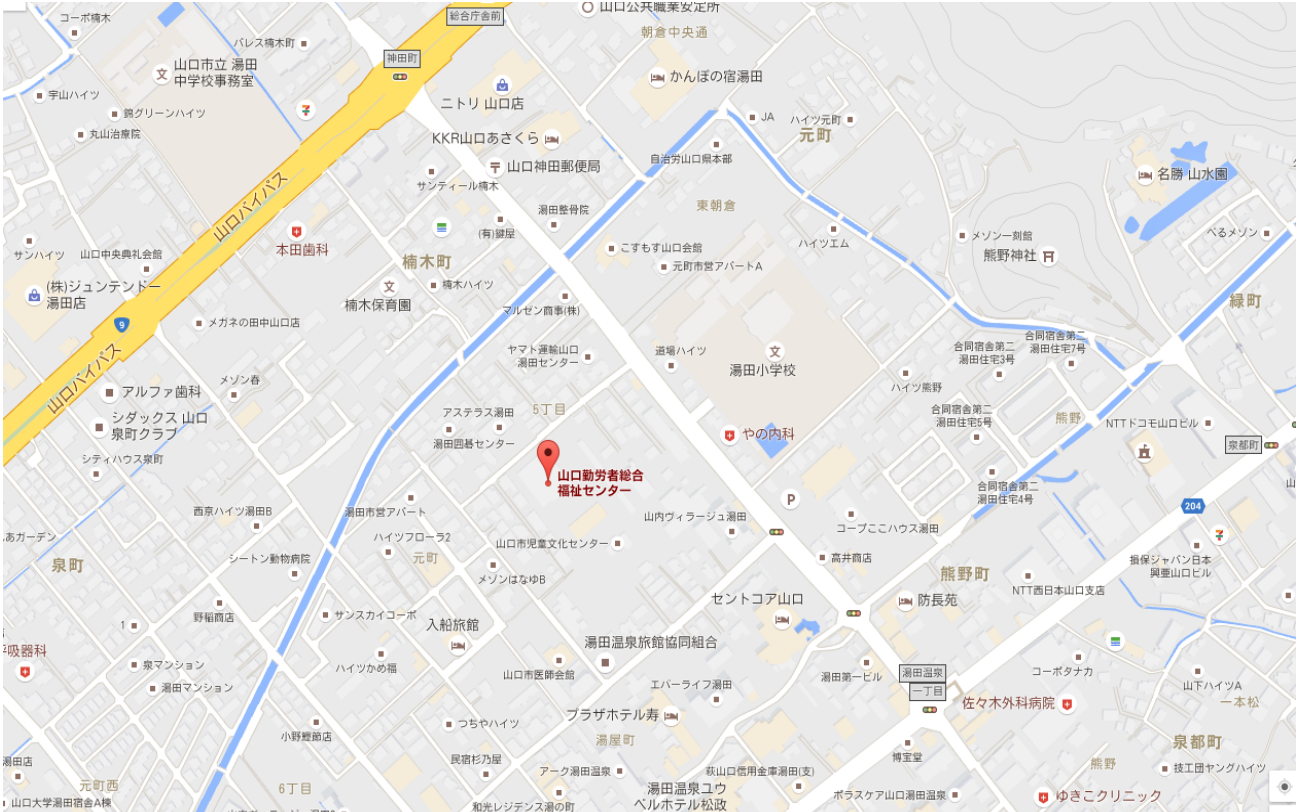 コーポ楠木
総合庁舎前
山口公共職業安定所
朝倉中央通
パレス楠木町
神田町
山口市立 湯田
中学校事務室
かんぽの宿湯田
宇山ハイツ
ニトリ 山口店
錦グリーンハイツ
丸山治療院
JA
ハイツ元町
元町
KKR山口あさくら
自治労山口県本部
山口神田郵便局
名勝 山水園
サンティール楠木
山口バイパス
東朝倉
湯田整骨院
(有)鍵屋
本田歯科
サンハイツ
山口中央典礼会館
楠木町
こすもす山口会館
ハイツエム
メゾン一刻館
べるメゾン
熊野神社
元町市営アパートA
(株)ジュンテンドー
湯田店
楠木保育園
楠木ハイツ
緑町
マルセン商事(株)
9
メガネの田中山口店
山口バイパス
ヤマト運輸山口
湯田センター
道場ハイツ
湯田小学校
合同宿舎第二
湯田住宅3号
合同宿舎第二
湯田住宅7号
メゾン春
アルファ歯科
ハイツ熊野
シダックス 山口
泉町クラブ
アステラス湯田
5丁目
湯田囲碁センター
合同宿舎第二
湯田住宅5号
熊野
NTTドコモ山口ビル
やの内科
泉都町
シティハウス泉町
山口勤労者総合
福祉センター
合同宿舎第二
湯田住宅4号
P
204
西京ハイツ湯田B
湯田市営アパート
山内ヴィラージュ湯田
コープここハウス湯田
ハイツフローラ2
山口市児童文化センター
シートン動物病院
元町
高井商店
損保ジャパン日本
興亜山口ビル
泉町
メゾンはなゆB
熊野町
NTT西日本山口支店
野稲商店
サンスカイコーポ
入船旅館
セントコア山口
防長苑
1
呼吸器科
泉マンション
ハイツかめ福
湯田温泉旅館協同組合
湯田マンション
山口市医師会館
エバーライフ湯田
湯田第一ビル
湯田温泉
一丁目
コーポタナカ
山下ハイツA
佐々木外科病院
一本松
プラザホテル寿
つちやハイツ
小野鰹節店
湯屋町
博宝堂
泉都町
民宿杉乃屋
アーク湯田温泉
萩山口信用金庫湯田(支)
熊野
技工団ヤングハイツ
元町西
6丁目
湯田温泉ユウ
ベルホテル松政
山口大学湯田宿舎A棟
和光レジデンス湯の町
ポラスケア山口湯田温泉
ゆきこクリニック